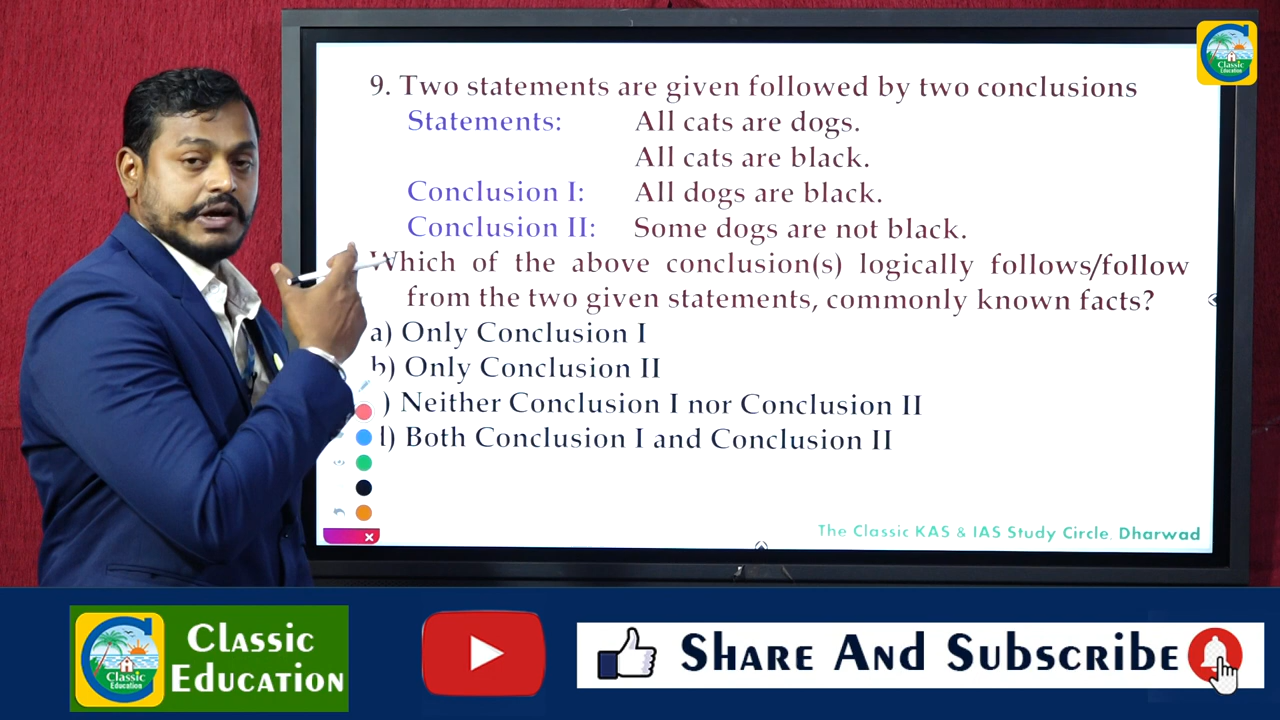 Classic
Education
9. Two statements are given followed by two conclusions
Statements: All cats are dogs.
All cats are black.
Conclusion I: All dogs are black.
Conclusion II: Some dogs are not black.
Which of the above conclusion(s) logically follows/follow
from the two given statements, commonly known facts?
a) Only Conclusion I
b) Only Conclusion II
) Neither Conclusion I nor Conclusion II
d) Both Conclusion I and Conclusion II
The Classic KAS & IAS Study Circle, Dharwad
Classic
Education
Classic
Education
Share And Subscribe